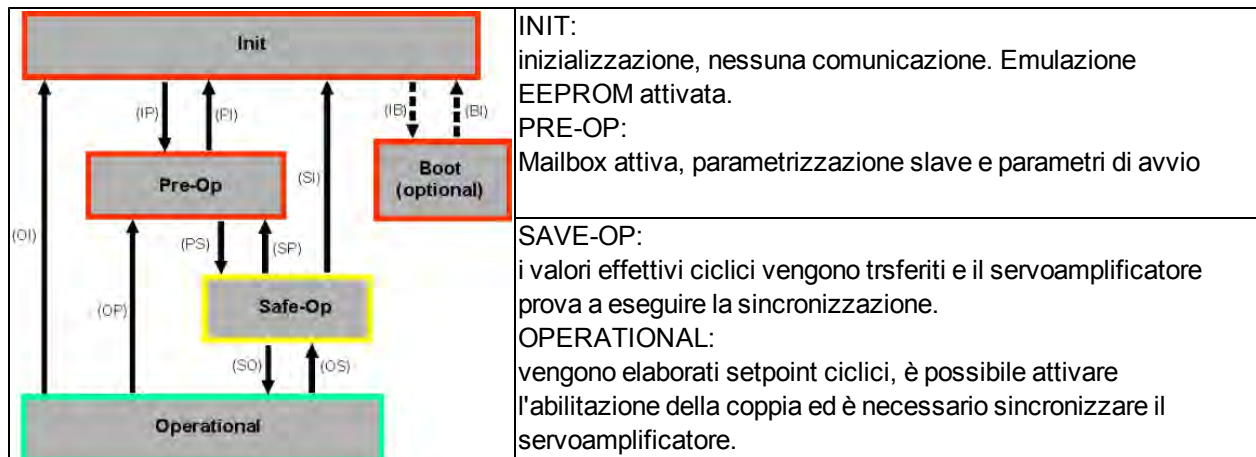 Init
(IP)
(PI)
(IB)
(BI)
Pre-Op
(SI)
Boot
(optional)
(OI)
(PS)
(SP)
(OP)
Safe-Op
(SO)
(OS)
Operational
INIT:
inizializzazione, nessuna comunicazione. Emulazione
EEPROM attivata.
PRE-OP:
Mailbox attiva, parametrizzazione slave e parametri di avvio
SAVE-OP:
i valori effettivi ciclici vengono trsferiti e il servoamplificatore
prova a eseguire la sincronizzazione.
OPERATIONAL:
vengono elaborati setpoint ciclici, è possibile attivare
l'abilitazione della coppia ed è necessario sincronizzare il
servoamplificatore.